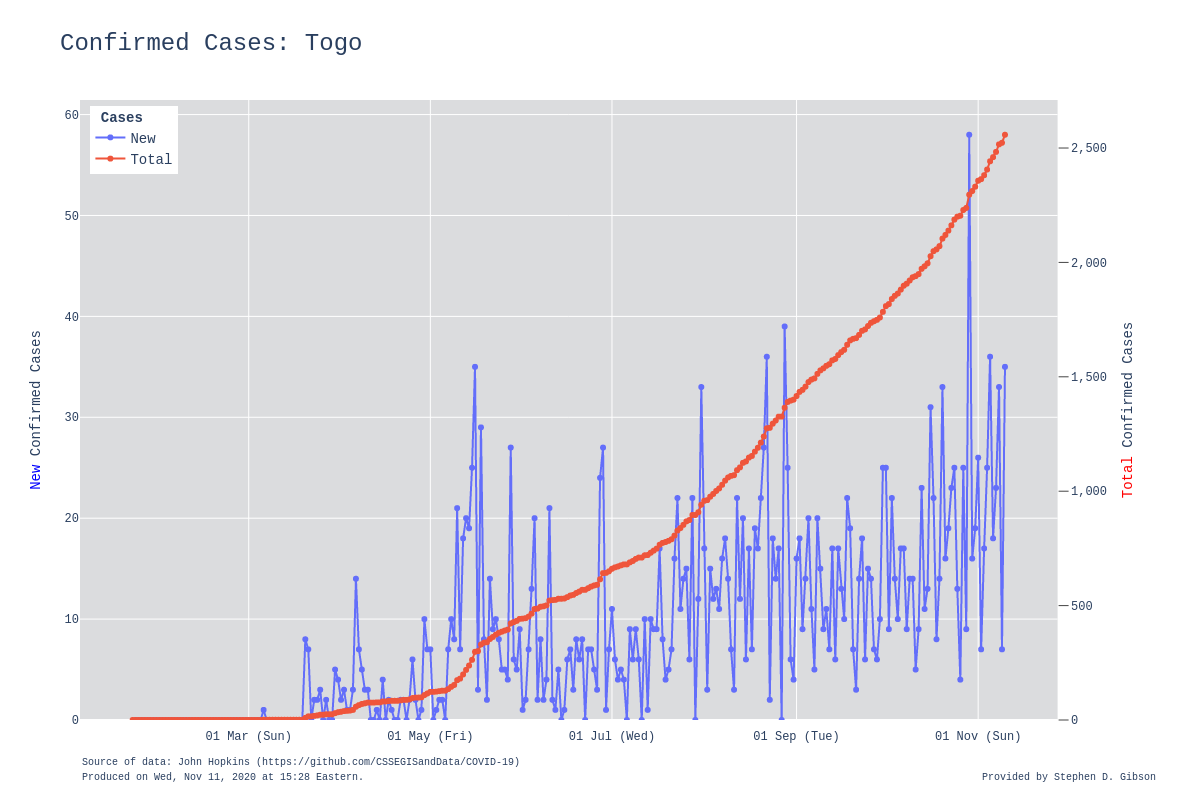 Confirmed Cases: Togo
Cases
New
Total
60
50
40
30
20
10
0
New Confirmed Cases
2,500
2,000
1,500
1,000
500
0
Total Confirmed Cases
01 Mar (Sun) 01 May (Fri) 01 Jul (Wed) 01 Sep (Tue) 01 Nov (Sun)
Source of data: John Hopkins (https://github.com/CSSEGISandData/COVID-19)
Produced on Wed, Nov 11, 2020 at 15:28 Eastern.
Provided by Stephen D. Gibson